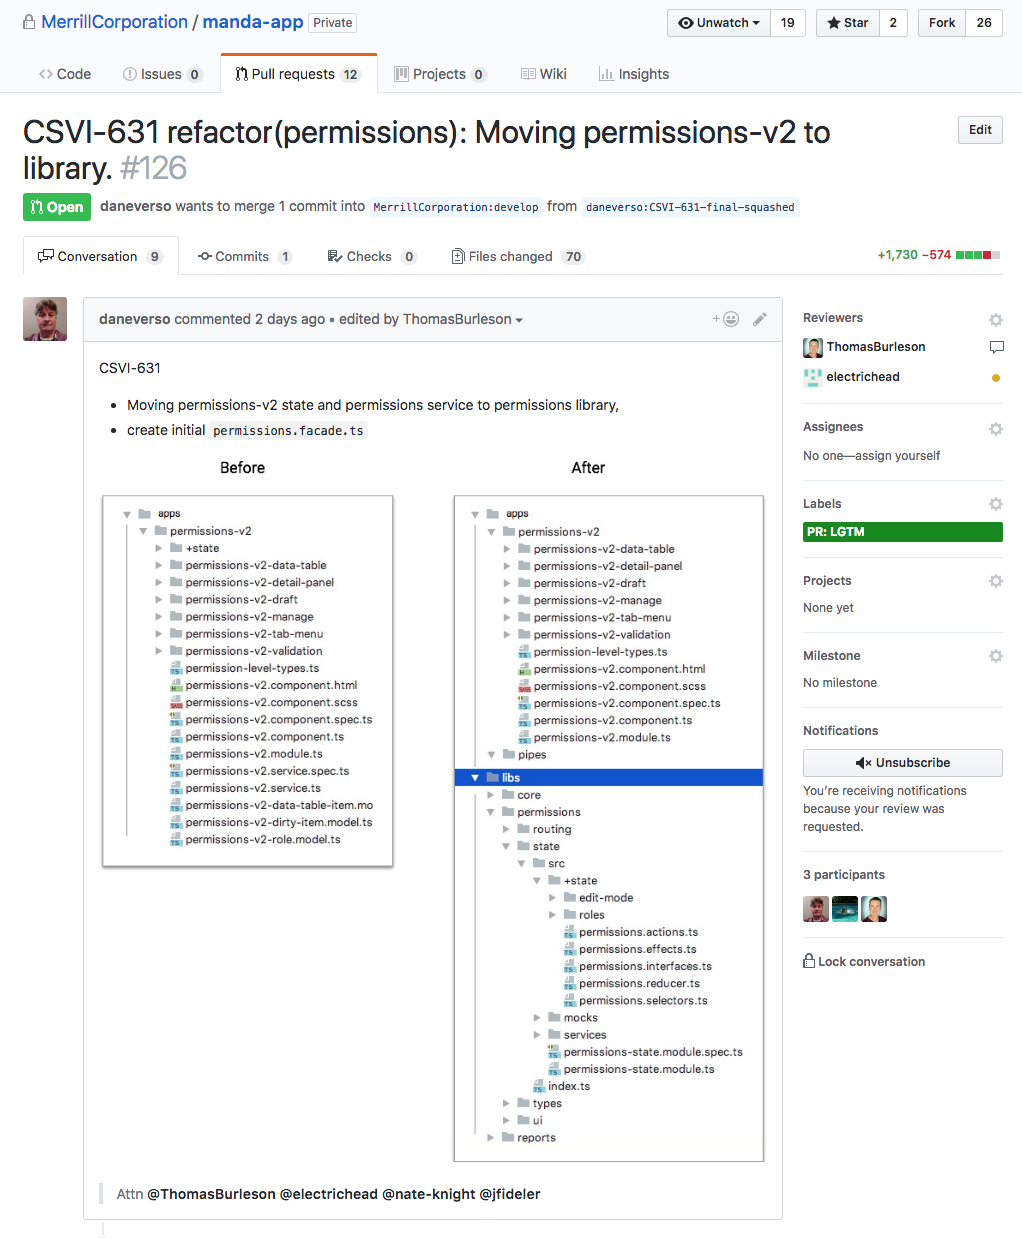 MerrillCorporation / manda-app Private
Unwatch 19 Star 2 Fork 26
Code Issues 0 Pull requests 12 Projects 0 Wiki Insights
CSVI-631 refactor(permissions): Moving permissions-v2 to
library. #126
Edit
Open daneverso wants to merge 1 commit into MerrillCorporation:develop from daneverso:CSVI-631-final-squashed
Conversation 9 Commits 1 Checks 0 Files changed 70 +1,730 −574
daneverso commented 2 days ago • edited by ThomasBurleson
CSVI-631
• Moving permissions-v2 state and permissions service to permissions library,
• create initial permissions.facade.ts
Before
apps
permissions-v2
+state
permissions-v2-data-table
permissions-v2-detail-panel
permissions-v2-draft
permissions-v2-manage
permissions-v2-tab-menu
permissions-v2-validation
permission-level-types.ts
permissions-v2.component.html
permissions-v2.component.scss
permissions-v2.component.spec.ts
permissions-v2.component.ts
permissions-v2.module.ts
permissions-v2.service.spec.ts
permissions-v2.service.ts
permissions-v2-data-table-item.mo
permissions-v2-dirty-item.model.ts
permissions-v2-role.model.ts
After
apps
permissions-v2
permissions-v2-data-table
permissions-v2-detail-panel
permissions-v2-draft
permissions-v2-manage
permissions-v2-tab-menu
permissions-v2-validation
permission-level-types.ts
permissions-v2.component.html
permissions-v2.component.scss
permissions-v2.component.spec.ts
permissions-v2.component.ts
permissions-v2.module.ts
pipes
libs
core
permissions
routing
state
src
+state
edit-mode
roles
permissions.actions.ts
permissions.effects.ts
permissions.interfaces.ts
permissions.reducer.ts
permissions.selectors.ts
mocks
services
permissions-state.module.spec.ts
permissions-state.module.ts
index.ts
types
ui
reports
Attn @ThomasBurleson @electrichead @nate-knight @jfideler
Reviewers
ThomasBurleson
electrichead
Assignees
No one—assign yourself
Labels
PR: LGTM
Projects
None yet
Milestone
No milestone
Notifications
Unsubscribe
You're receiving notifications
because your review was
requested.
3 participants
Lock conversation